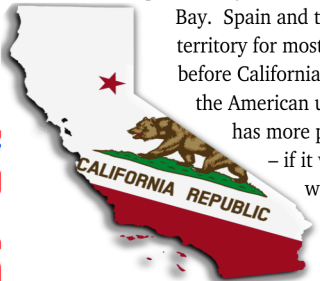 Bay. Spain and t
territory for most
before California
the American u
has more p
– if it
CALIFORNIA REPUBLIC